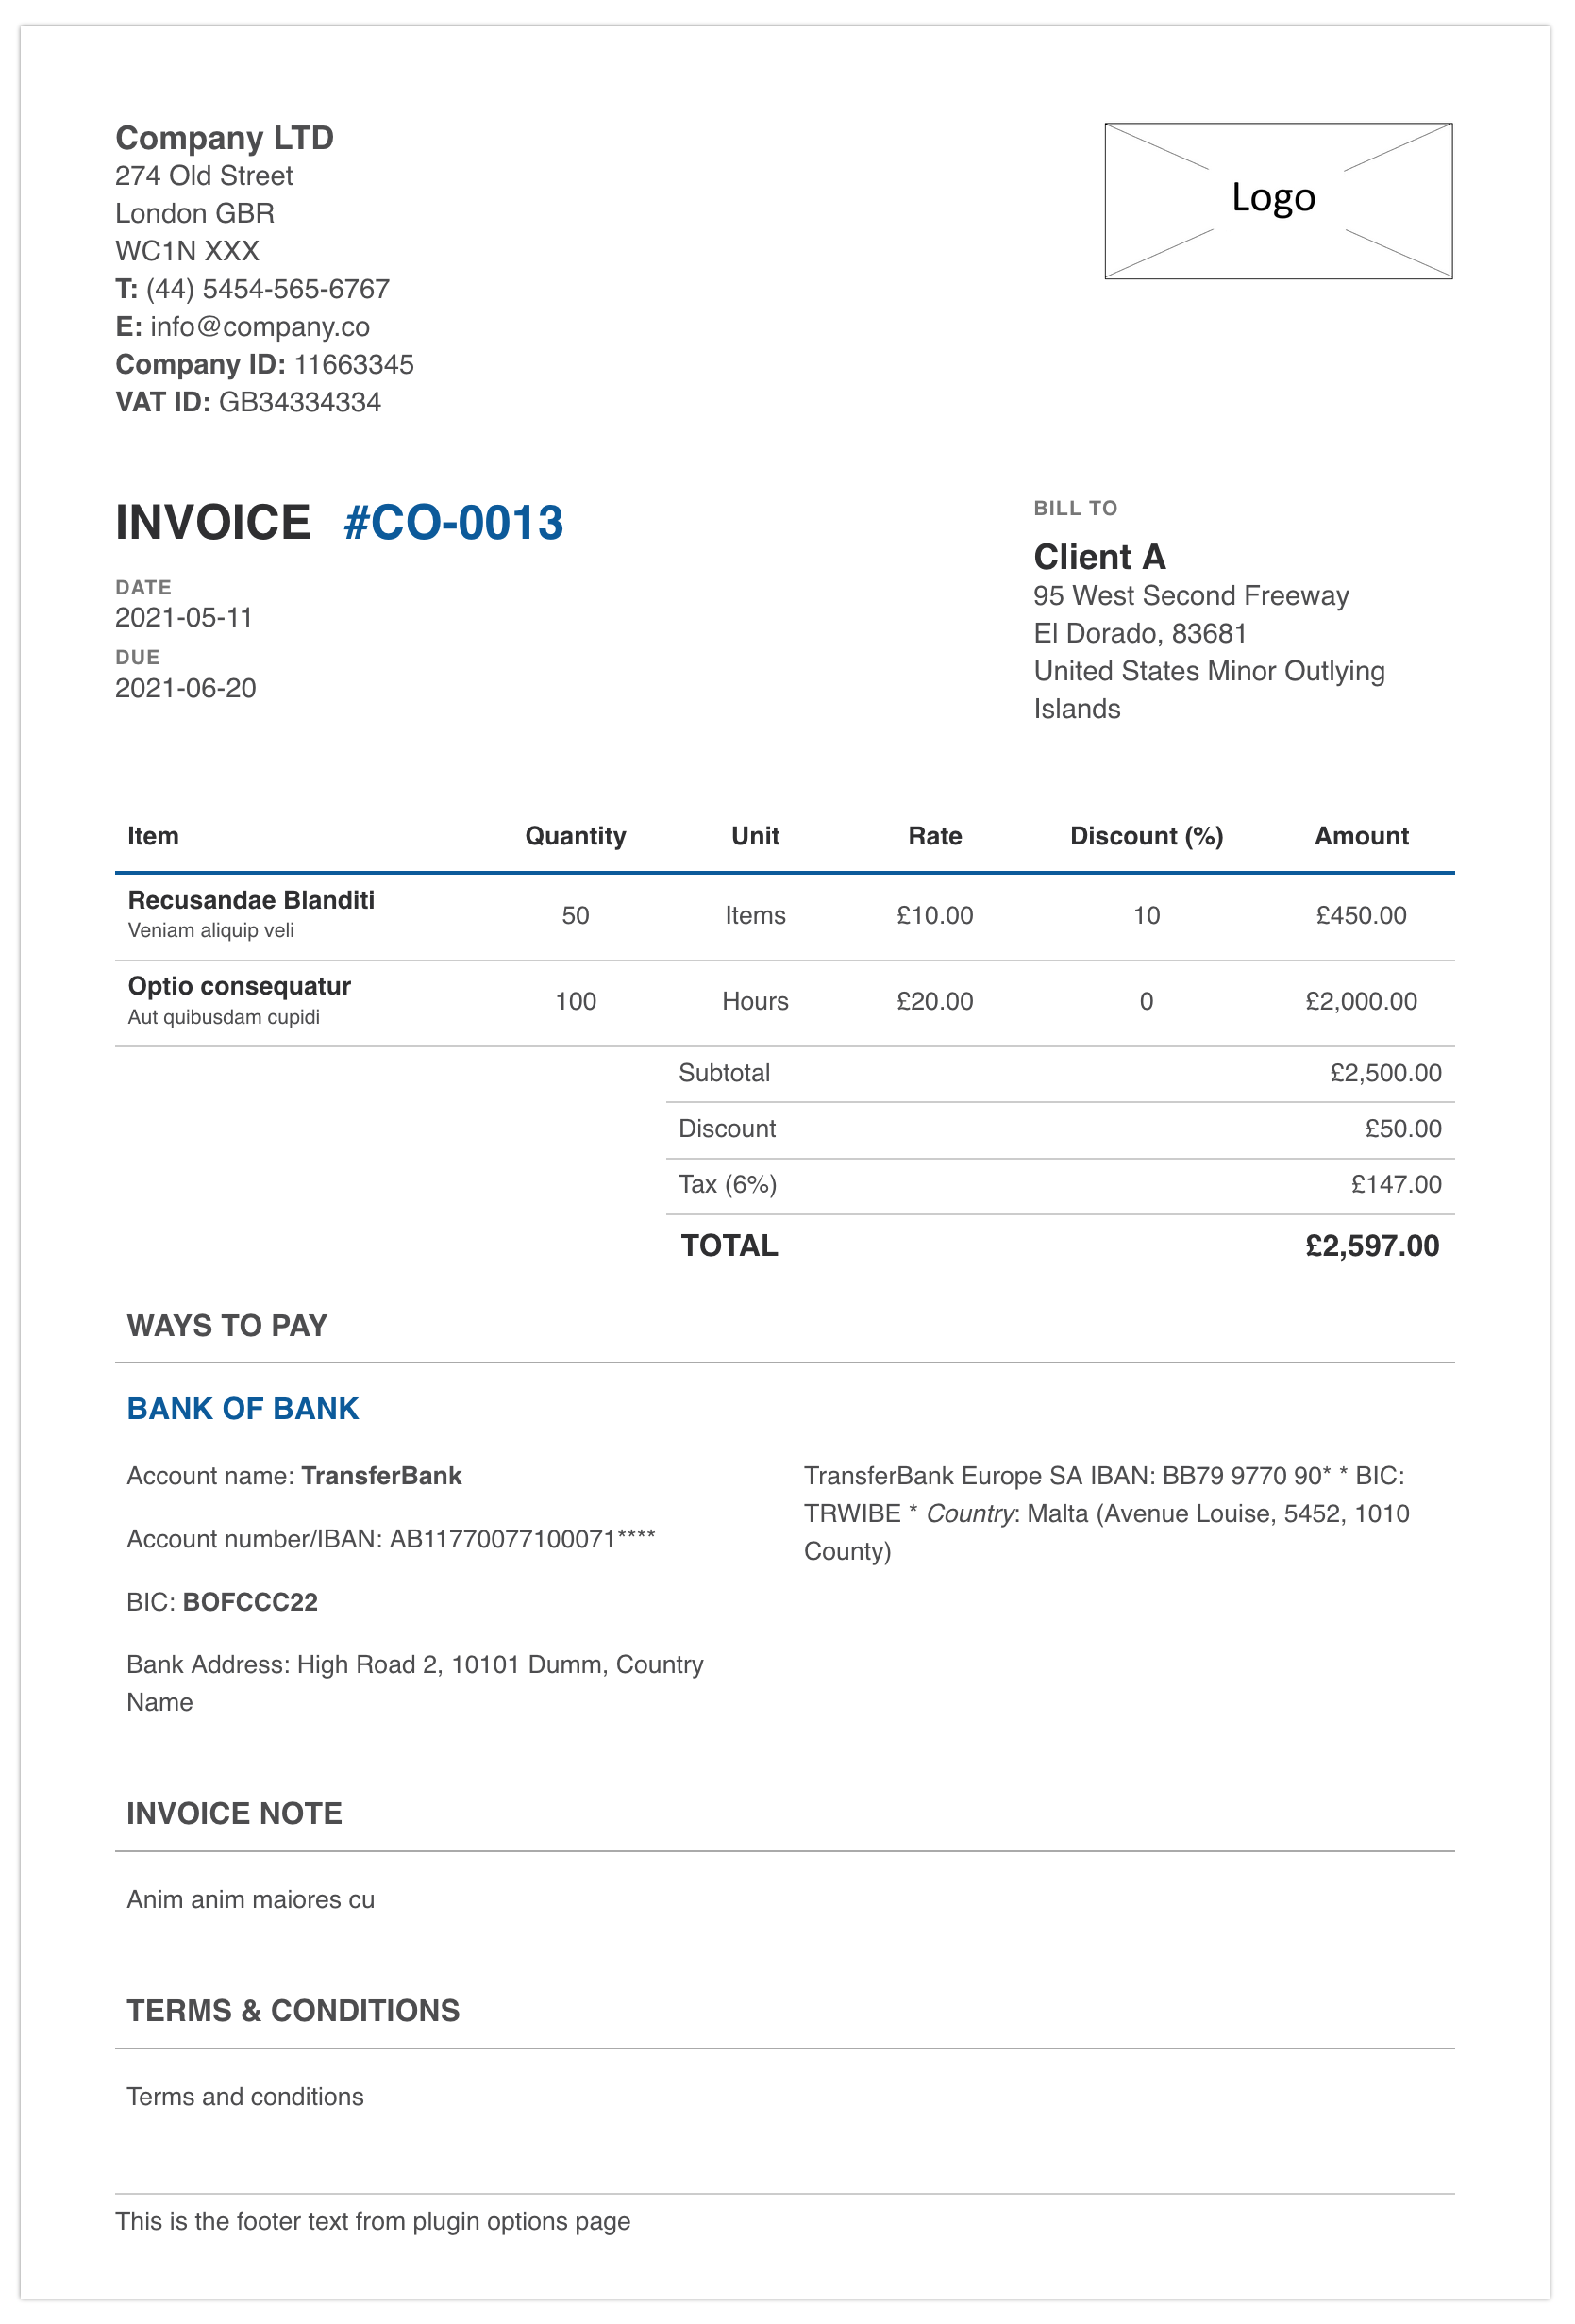 Company LTD
274 Old Street
London GBR
WC1N XXX
T: (44) 5454-565-6767
E: info@company.co
Company ID: 11663345
VAT ID: GB34334334
Logo
INVOICE #CO-0013
DATE
2021-05-11
DUE
2021-06-20
BILL TO
Client A
95 West Second Freeway
El Dorado, 83681
United States Minor Outlying
Islands
Item Quantity Unit Rate Discount (%) Amount
Recusandae Blanditi
Veniam aliquip veli
50 Items £10.00 10 £450.00
Optio consequatur
Aut quibusdam cupidi
100 Hours £20.00 0 £2,000.00
Subtotal £2,500.00
Discount £50.00
Tax (6%) £147.00
TOTAL £2,597.00
WAYS TO PAY
BANK OF BANK
Account name: TransferBank
Account number/IBAN: AB11770077100071****
BIC: BOFCCC22
Bank Address: High Road 2, 10101 Dumm, Country
Name
TransferBank Europe SA IBAN: BB79 9770 90* * BIC:
TRWIBE * Country: Malta (Avenue Louise, 5452, 1010
County)
INVOICE NOTE
Anim anim maiores cu
TERMS & CONDITIONS
Terms and conditions
This is the footer text from plugin options page